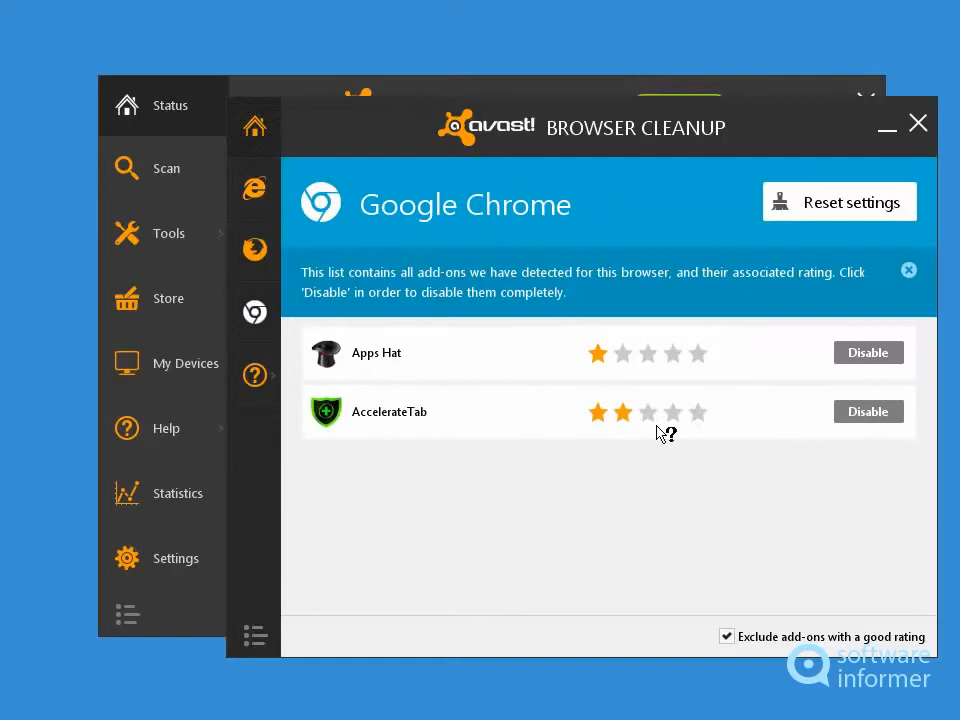 Status
Scan
Tools
Store
My Devices
Help
Statistics
Settings
avast! BROWSER CLEANUP
Google Chrome
Reset settings
This list contains all add-ons we have detected for this browser, and their associated rating. Click
'Disable' in order to disable them completely.
Apps Hat
Disable
AccelerateTab
Disable
Exclude add-ons with a good rating
software
informer